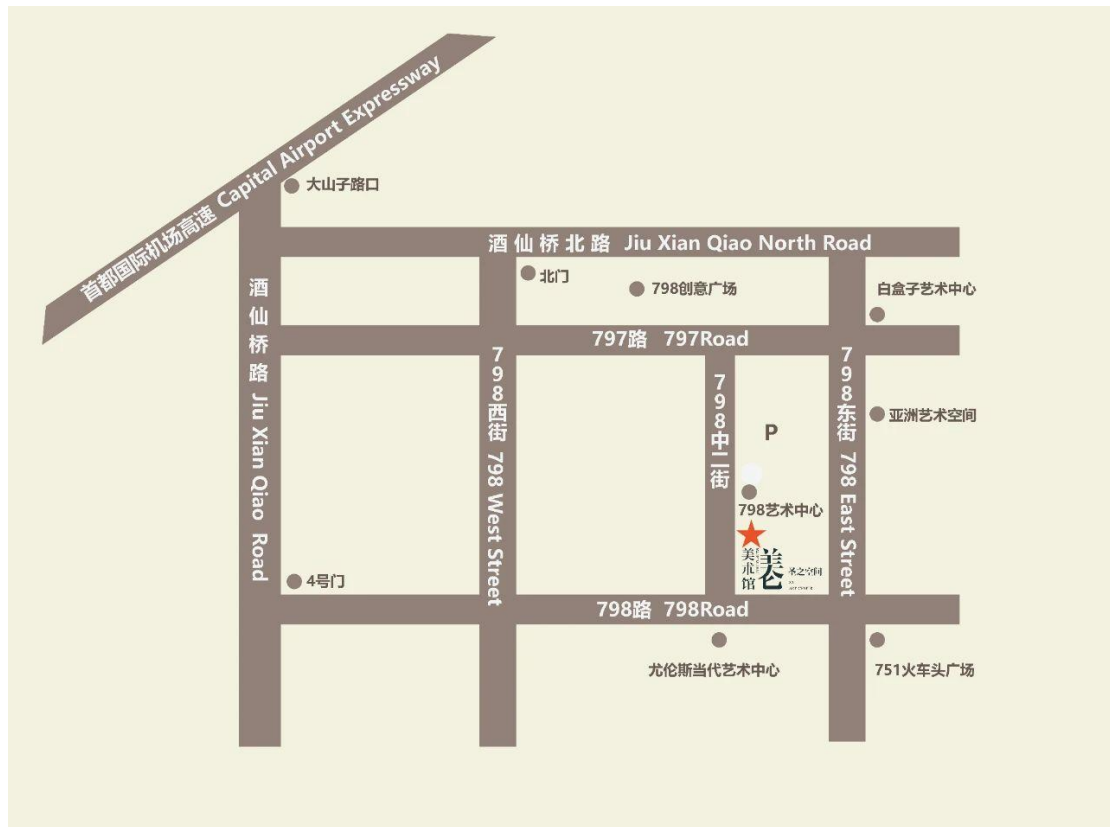 首都国际机场高速 Capital Airport Expressway
大山子路口
酒仙桥北路 Jiu Xian Qiao North Road
北门
798创意广场
白盒子艺术中心
酒仙桥路 Jiu Xian Qiao Road
797路 797Road
798西街 798 West Street
798中二街
798东街 798 East Street
亚洲艺术空间
P
798艺术中心
美术馆
圣之空间
4号门
798路 798Road
尤伦斯当代艺术中心
751火车头广场